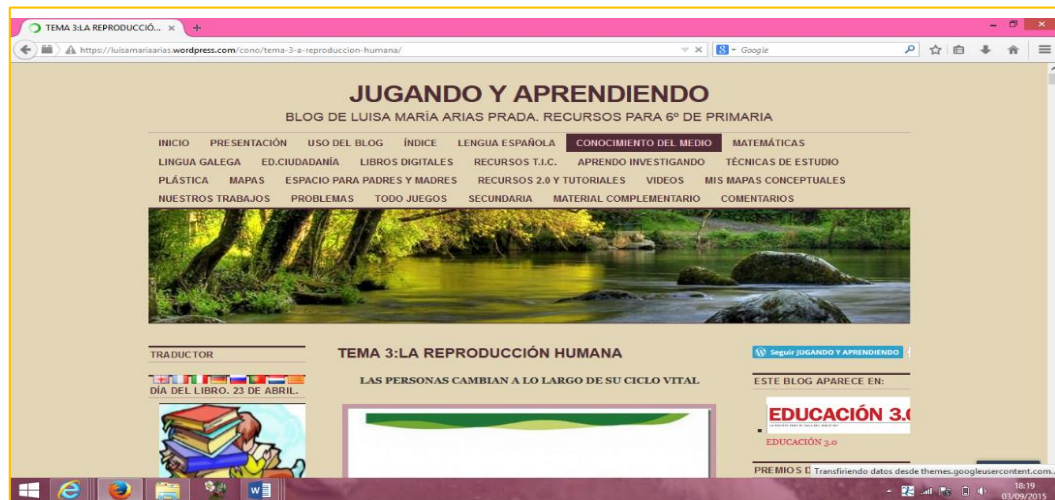 TEMA 3:LA REPRODUCCIÓ... × +
https://luisamariaarias.wordpress.com/cono/tema-3-a-reproduccion-humana/
Google
JUGANDO Y APRENDIENDO
BLOG DE LUISA MARÍA ARIAS PRADA. RECURSOS PARA 6º DE PRIMARIA
INICIO PRESENTACIÓN USO DEL BLOG ÍNDICE LENGUA ESPAÑOLA CONOCIMIENTO DEL MEDIO MATEMÁTICAS
LINGUA GALEGA ED.CIUDADANÍA LIBROS DIGITALES RECURSOS T.I.C. APRENDO INVESTIGANDO TÉCNICAS DE ESTUDIO
PLÁSTICA MAPAS ESPACIO PARA PADRES Y MADRES RECURSOS 2.0 Y TUTORIALES VIDEOS MIS MAPAS CONCEPTUALES
NUESTROS TRABAJOS PROBLEMAS TODO JUEGOS SECUNDARIA MATERIAL COMPLEMENTARIO COMENTARIOS
TRADUCTOR
DÍA DEL LIBRO. 23 DE ABRIL.
TEMA 3:LA REPRODUCCIÓN HUMANA
LAS PERSONAS CAMBIAN A LO LARGO DE SU CICLO VITAL
Seguir JUGANDO Y APRENDIENDO
ESTE BLOG APARECE EN:
EDUCACIÓN 3.0
EDUCACIÓN 3.0
PREMIOS D
Transfiriendo datos desde themes.googleusercontent.com...
18:19
03/09/2015